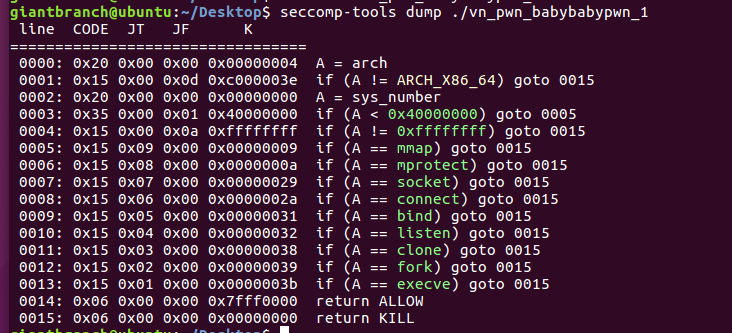 giantbranch@ubuntu:~/Desktop$ seccomp-tools dump ./vn_pwn_babybabypwn_1
 line  CODE  JT   JF      K
=================================
 0000: 0x20 0x00 0x00 0x00000004  A = arch
 0001: 0x15 0x00 0x0d 0xc000003e  if (A != ARCH_X86_64) goto 0015
 0002: 0x20 0x00 0x00 0x00000000  A = sys_number
 0003: 0x35 0x00 0x01 0x40000000  if (A < 0x40000000) goto 0005
 0004: 0x15 0x00 0x0a 0xffffffff  if (A != 0xffffffff) goto 0015
 0005: 0x15 0x09 0x00 0x00000009  if (A == mmap) goto 0015
 0006: 0x15 0x08 0x00 0x0000000a  if (A == mprotect) goto 0015
 0007: 0x15 0x07 0x00 0x00000029  if (A == socket) goto 0015
 0008: 0x15 0x06 0x00 0x0000002a  if (A == connect) goto 0015
 0009: 0x15 0x05 0x00 0x00000031  if (A == bind) goto 0015
 0010: 0x15 0x04 0x00 0x00000032  if (A == listen) goto 0015
 0011: 0x15 0x03 0x00 0x00000038  if (A == clone) goto 0015
 0012: 0x15 0x02 0x00 0x00000039  if (A == fork) goto 0015
 0013: 0x15 0x01 0x00 0x0000003b  if (A == execve) goto 0015
 0014: 0x06 0x00 0x00 0x7fff0000  return ALLOW
 0015: 0x06 0x00 0x00 0x00000000  return KILL
giantbranch@ubuntu:~/Desktop$